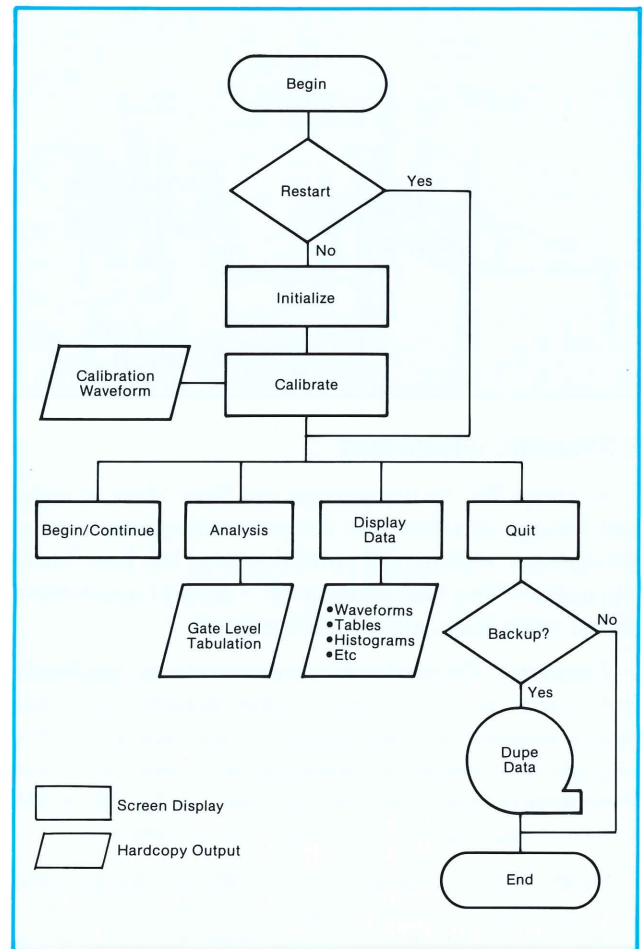 Begin
Restart
Yes
No
Initialize
Calibration
Waveform
Calibrate
Begin/Continue
Analysis
Display
Data
Quit
Gate Level
Tabulation
•Waveforms
•Tables
•Histograms
•Etc
Backup?
No
Yes
Dupe
Data
Screen Display
Hardcopy Output
End